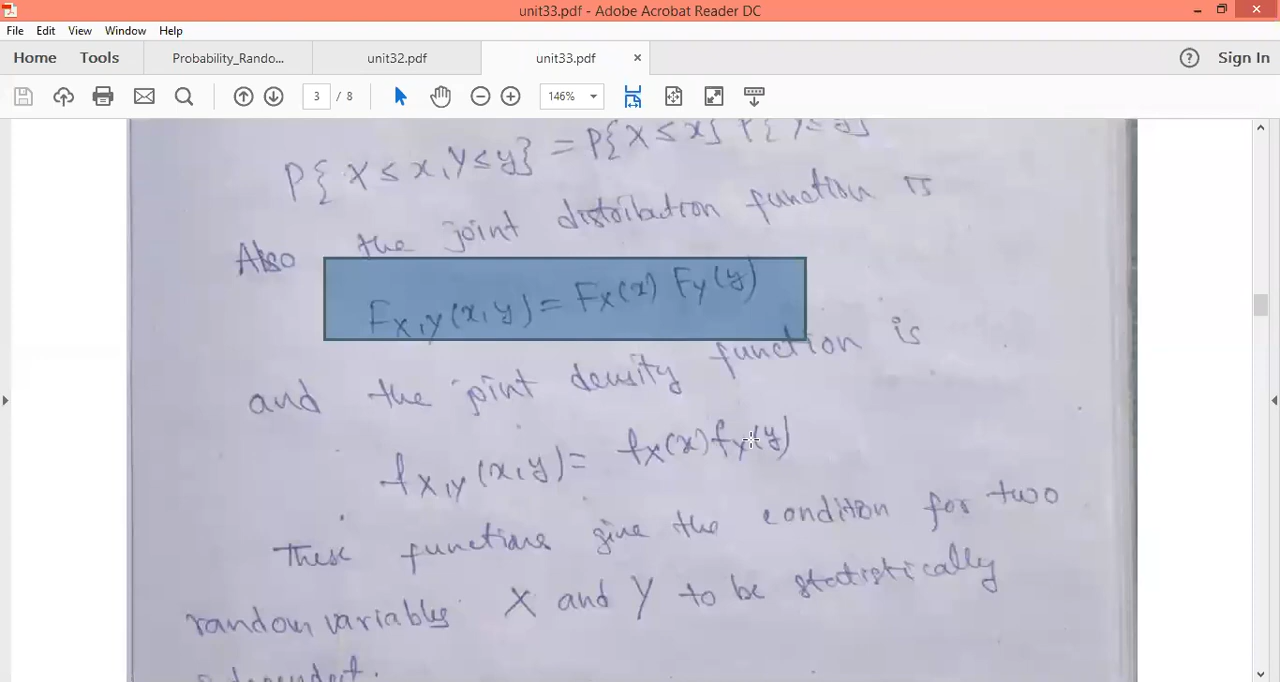 unit33.pdf - Adobe Acrobat Reader DC
File Edit View Window Help
Home Tools Probability_Rando... unit32.pdf unit33.pdf × ? Sign In
3 / 8 146%
P{X≤x,Y≤y} = P{X≤x} P{Y≤y}
Also the joint distribution function is
FX,Y(x,y) = FX(x) FY(y)
and the joint density function is
fX,Y(x,y) = fX(x) fY(y)
These functions give the condition for two
random variables X and Y to be statistically